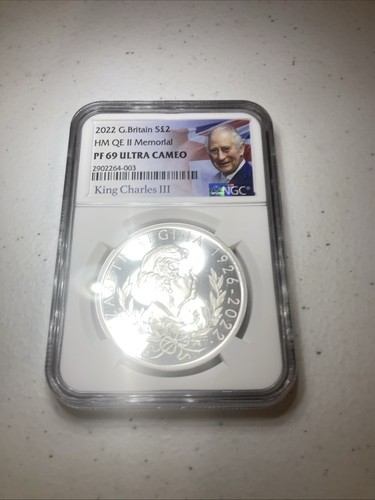 2022 G.Britain S£2
HM QE II Memorial
PF 69 ULTRA CAMEO
2902264-003
King Charles III
NGC®
1926-2022